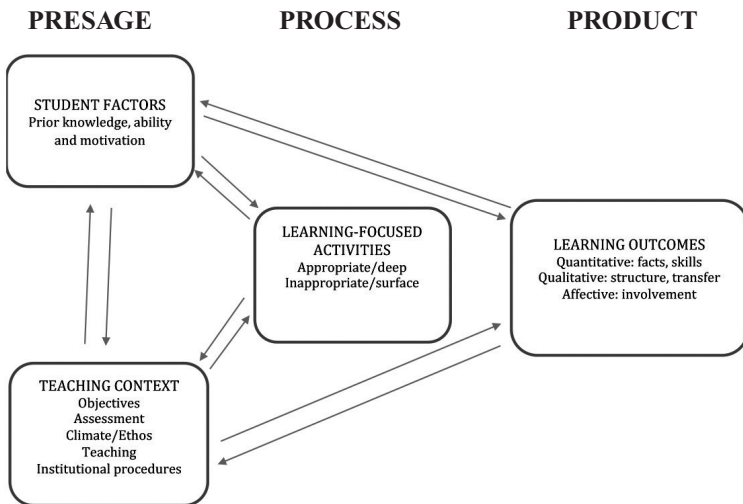 PRESAGE PROCESS PRODUCT
STUDENT FACTORS
Prior knowledge, ability
and motivation
LEARNING-FOCUSED
ACTIVITIES
Appropriate/deep
Inappropriate/surface
LEARNING OUTCOMES
Quantitative: facts, skills
Qualitative: structure, transfer
Affective: involvement
TEACHING CONTEXT
Objectives
Assessment
Climate/Ethos
Teaching
Institutional procedures